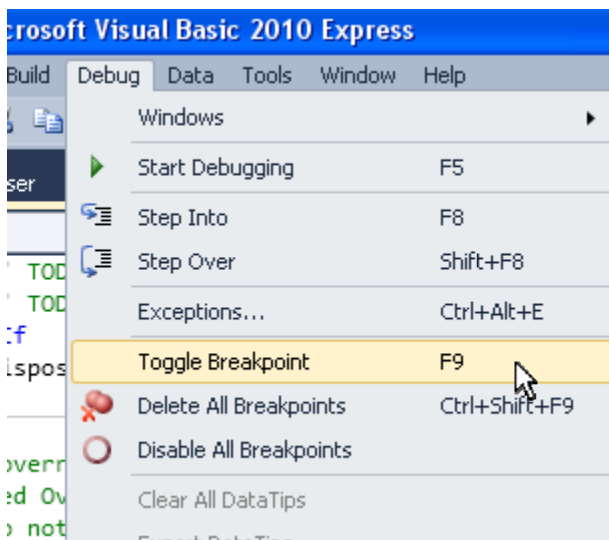 crosoft Visual Basic 2010 Express
Build Debug Data Tools Window Help
Windows
ser
Start Debugging F5
Step Into F8
Step Over Shift+F8
' TOD
' TOD
Exceptions... Ctrl+Alt+E
If
ispos
Toggle Breakpoint F9
Delete All Breakpoints Ctrl+Shift+F9
Disable All Breakpoints
overr
ed Ov
Clear All DataTips
o not